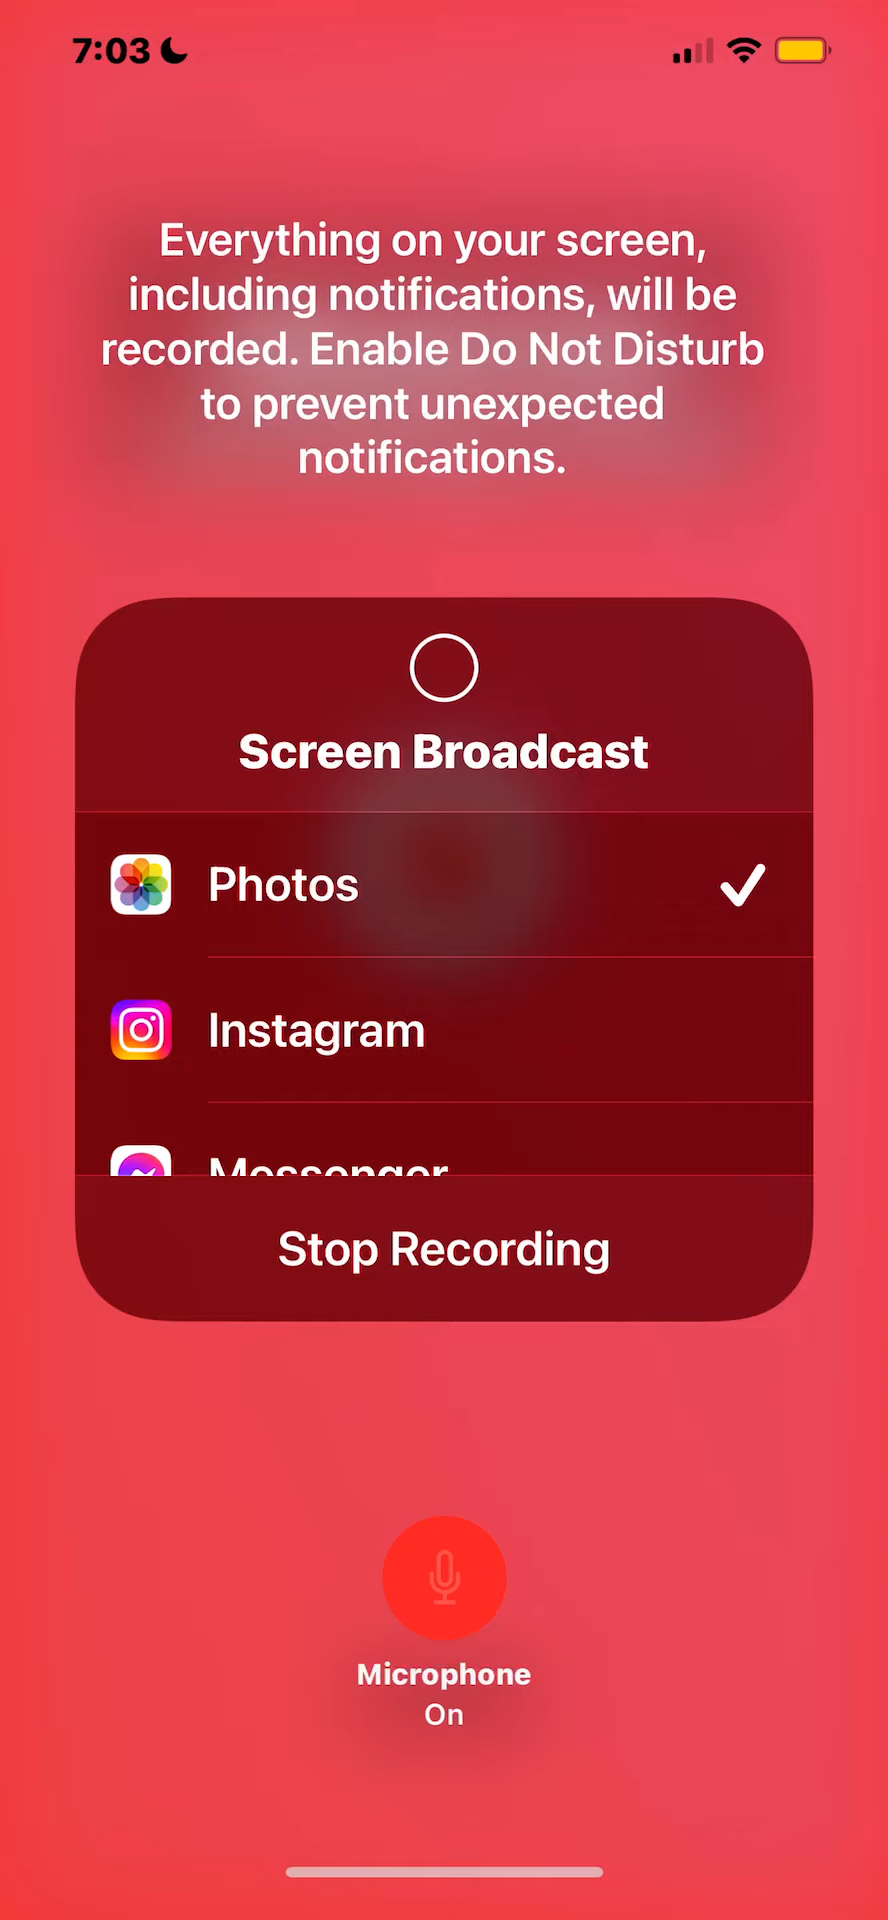 7:03
Everything on your screen,
including notifications, will be
recorded. Enable Do Not Disturb
to prevent unexpected
notifications.
Screen Broadcast
Photos
Instagram
Messenger
Stop Recording
Microphone
On